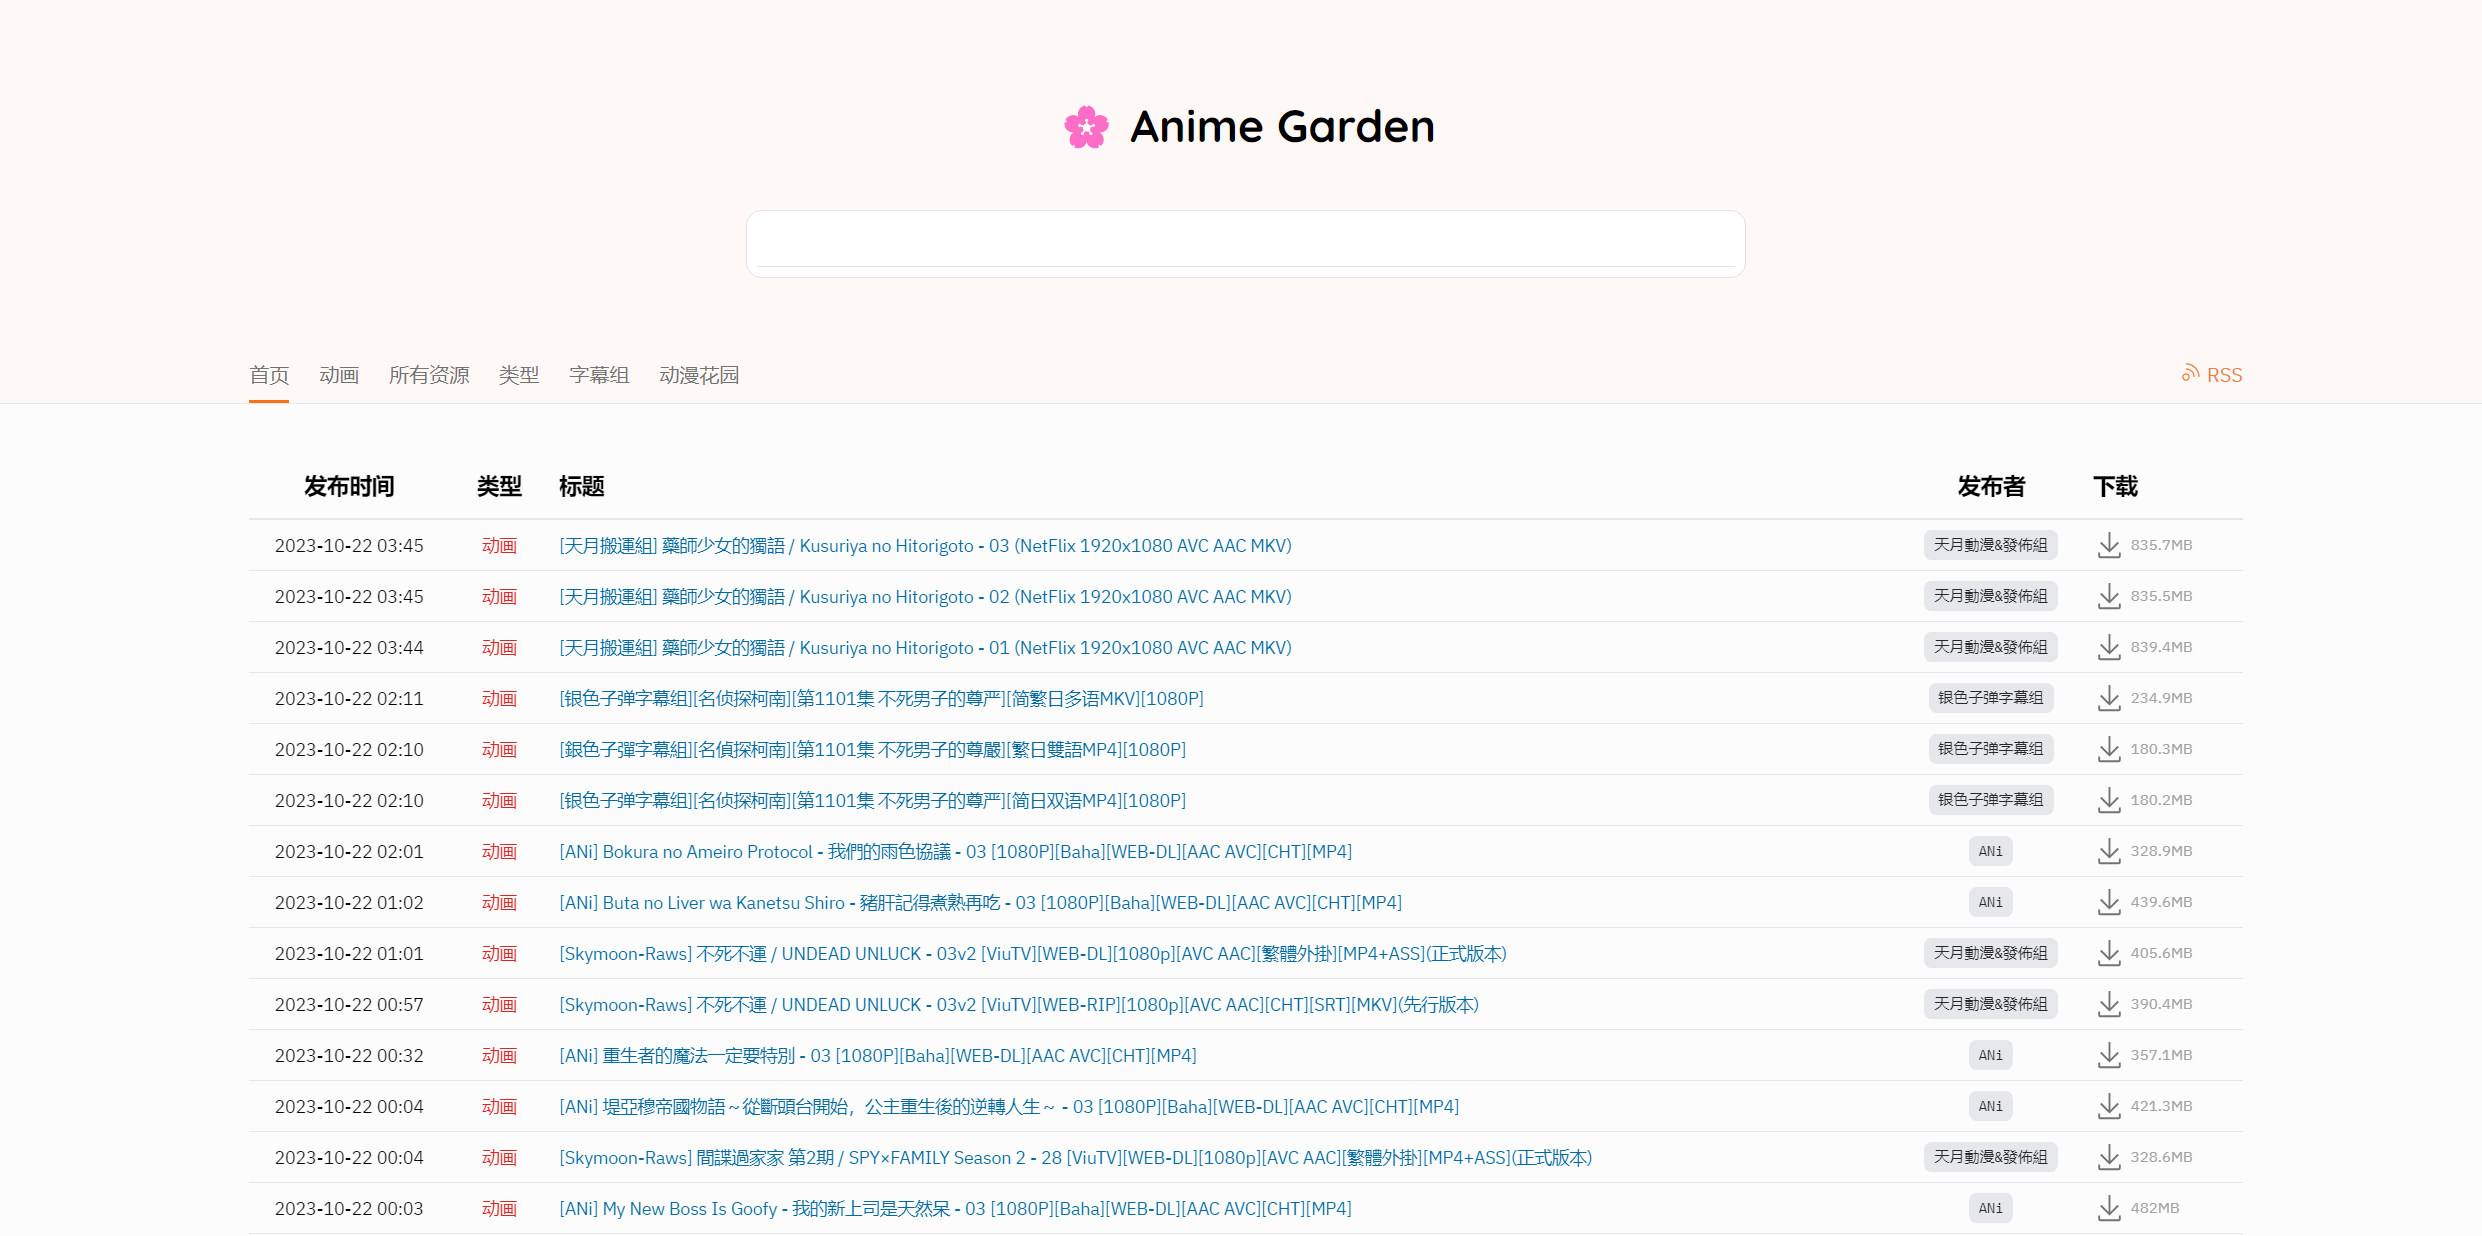 Anime Garden
首页 动画 所有资源 类型 字幕组 动漫花园 RSS
发布时间 类型 标题 发布者 下载
2023-10-22 03:45 动画 [天月搬運組] 藥師少女的獨語 / Kusuriya no Hitorigoto - 03 (NetFlix 1920x1080 AVC AAC MKV) 天月動漫&發佈組 835.7MB
2023-10-22 03:45 动画 [天月搬運組] 藥師少女的獨語 / Kusuriya no Hitorigoto - 02 (NetFlix 1920x1080 AVC AAC MKV) 天月動漫&發佈組 835.5MB
2023-10-22 03:44 动画 [天月搬運組] 藥師少女的獨語 / Kusuriya no Hitorigoto - 01 (NetFlix 1920x1080 AVC AAC MKV) 天月動漫&發佈組 839.4MB
2023-10-22 02:11 动画 [银色子弹字幕组][名侦探柯南][第1101集 不死男子的尊严][简繁日多语MKV][1080P] 银色子弹字幕组 234.9MB
2023-10-22 02:10 动画 [銀色子彈字幕組][名偵探柯南][第1101集 不死男子的尊嚴][繁日雙語MP4][1080P] 银色子弹字幕组 180.3MB
2023-10-22 02:10 动画 [银色子弹字幕组][名侦探柯南][第1101集 不死男子的尊严][简日双语MP4][1080P] 银色子弹字幕组 180.2MB
2023-10-22 02:01 动画 [ANi] Bokura no Ameiro Protocol - 我們的雨色協議 - 03 [1080P][Baha][WEB-DL][AAC AVC][CHT][MP4] ANi 328.9MB
2023-10-22 01:02 动画 [ANi] Buta no Liver wa Kanetsu Shiro - 豬肝記得煮熟再吃 - 03 [1080P][Baha][WEB-DL][AAC AVC][CHT][MP4] ANi 439.6MB
2023-10-22 01:01 动画 [Skymoon-Raws] 不死不運 / UNDEAD UNLUCK - 03v2 [ViuTV][WEB-DL][1080p][AVC AAC][繁體外掛][MP4+ASS](正式版本) 天月動漫&發佈組 405.6MB
2023-10-22 00:57 动画 [Skymoon-Raws] 不死不運 / UNDEAD UNLUCK - 03v2 [ViuTV][WEB-RIP][1080p][AVC AAC][CHT][SRT][MKV](先行版本) 天月動漫&發佈組 390.4MB
2023-10-22 00:32 动画 [ANi] 重生者的魔法一定要特別 - 03 [1080P][Baha][WEB-DL][AAC AVC][CHT][MP4] ANi 357.1MB
2023-10-22 00:04 动画 [ANi] 堤亞穆帝國物語～從斷頭台開始，公主重生後的逆轉人生～ - 03 [1080P][Baha][WEB-DL][AAC AVC][CHT][MP4] ANi 421.3MB
2023-10-22 00:04 动画 [Skymoon-Raws] 間諜過家家 第2期 / SPY×FAMILY Season 2 - 28 [ViuTV][WEB-DL][1080p][AVC AAC][繁體外掛][MP4+ASS](正式版本) 天月動漫&發佈組 328.6MB
2023-10-22 00:03 动画 [ANi] My New Boss Is Goofy - 我的新上司是天然呆 - 03 [1080P][Baha][WEB-DL][AAC AVC][CHT][MP4] ANi 482MB